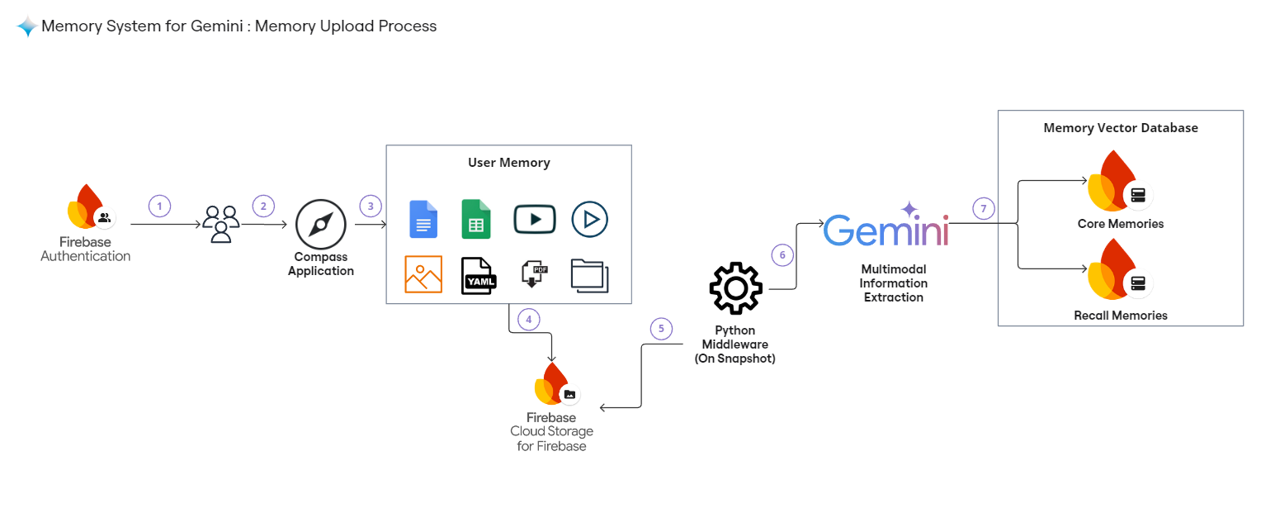 Memory System for Gemini : Memory Upload Process
Memory Vector Database
User Memory
1
2
3
7
Core Memories
Firebase
Authentication
Compass
Application
6
Gemini
Multimodal
Information
Extraction
YAML
PDF
4
5
Python
Middleware
(On Snapshot)
Recall Memories
Firebase
Cloud Storage
for Firebase